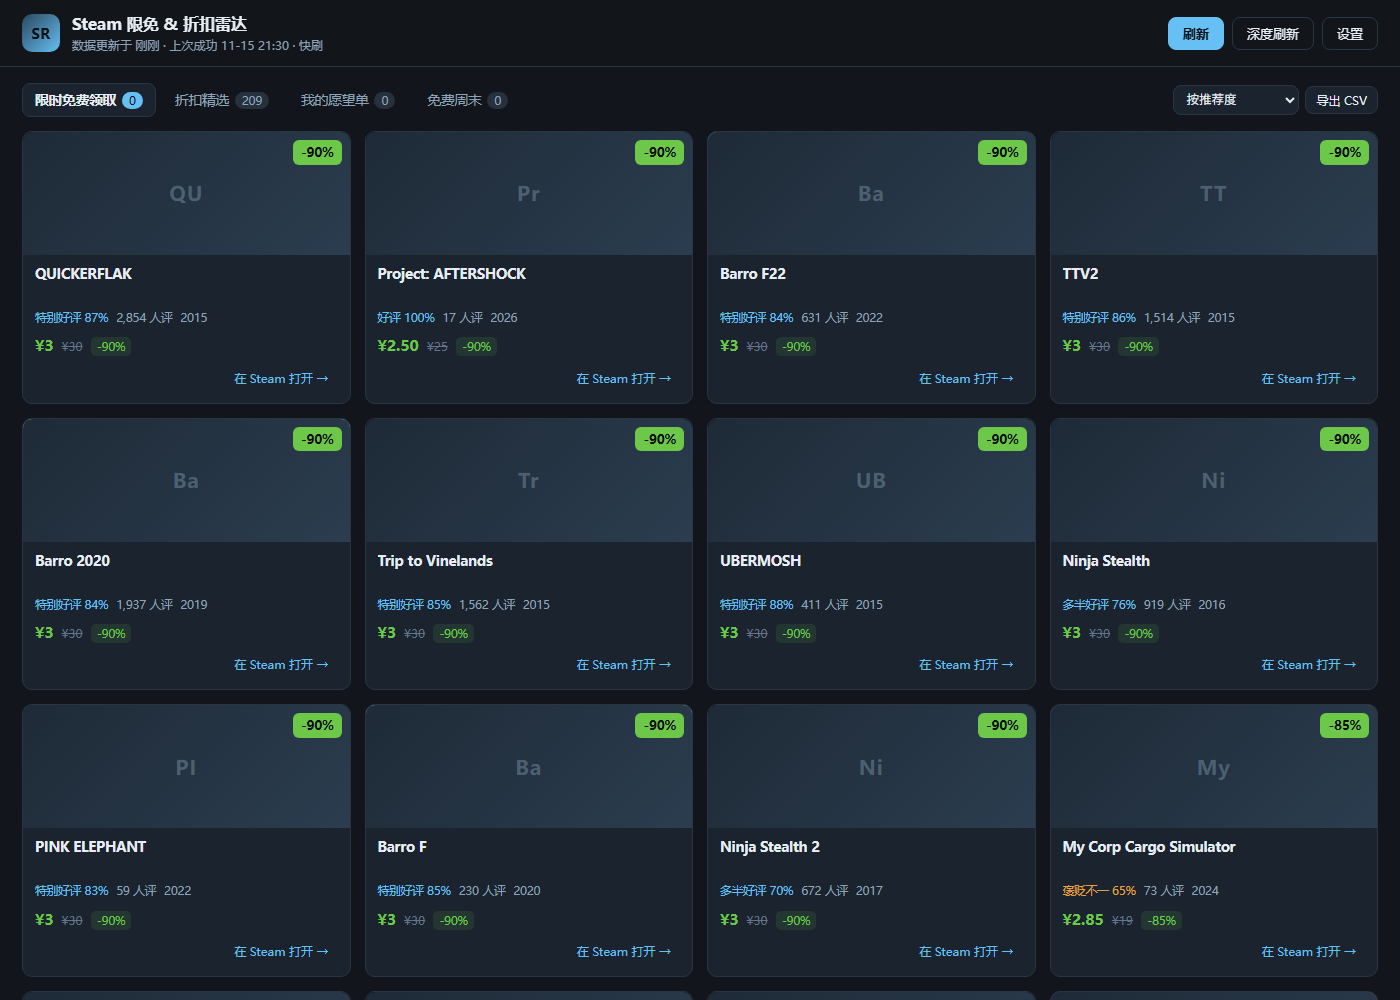 SR
Steam 限免 & 折扣雷达
数据更新于 刚刚 · 上次成功 11-15 21:30 · 快刷
刷新
深度刷新
设置
限时免费领取 0
折扣精选 209
我的愿望单 0
免费周末 0
按推荐度
导出 CSV
-90%
QU
QUICKERFLAK
特别好评 87% 2,854 人评 2015
¥3 ¥30 -90%
在 Steam 打开 →
-90%
Pr
Project: AFTERSHOCK
好评 100% 17 人评 2026
¥2.50 ¥25 -90%
在 Steam 打开 →
-90%
Ba
Barro F22
特别好评 84% 631 人评 2022
¥3 ¥30 -90%
在 Steam 打开 →
-90%
TT
TTV2
特别好评 86% 1,514 人评 2015
¥3 ¥30 -90%
在 Steam 打开 →
-90%
Ba
Barro 2020
特别好评 84% 1,937 人评 2019
¥3 ¥30 -90%
在 Steam 打开 →
-90%
Tr
Trip to Vinelands
特别好评 85% 1,562 人评 2015
¥3 ¥30 -90%
在 Steam 打开 →
-90%
UB
UBERMOSH
特别好评 88% 411 人评 2015
¥3 ¥30 -90%
在 Steam 打开 →
-90%
Ni
Ninja Stealth
多半好评 76% 919 人评 2016
¥3 ¥30 -90%
在 Steam 打开 →
-90%
PI
PINK ELEPHANT
特别好评 83% 59 人评 2022
¥3 ¥30 -90%
在 Steam 打开 →
-90%
Ba
Barro F
特别好评 85% 230 人评 2020
¥3 ¥30 -90%
在 Steam 打开 →
-90%
Ni
Ninja Stealth 2
多半好评 70% 672 人评 2017
¥3 ¥30 -90%
在 Steam 打开 →
-85%
My
My Corp Cargo Simulator
褒贬不一 65% 73 人评 2024
¥2.85 ¥19 -85%
在 Steam 打开 →